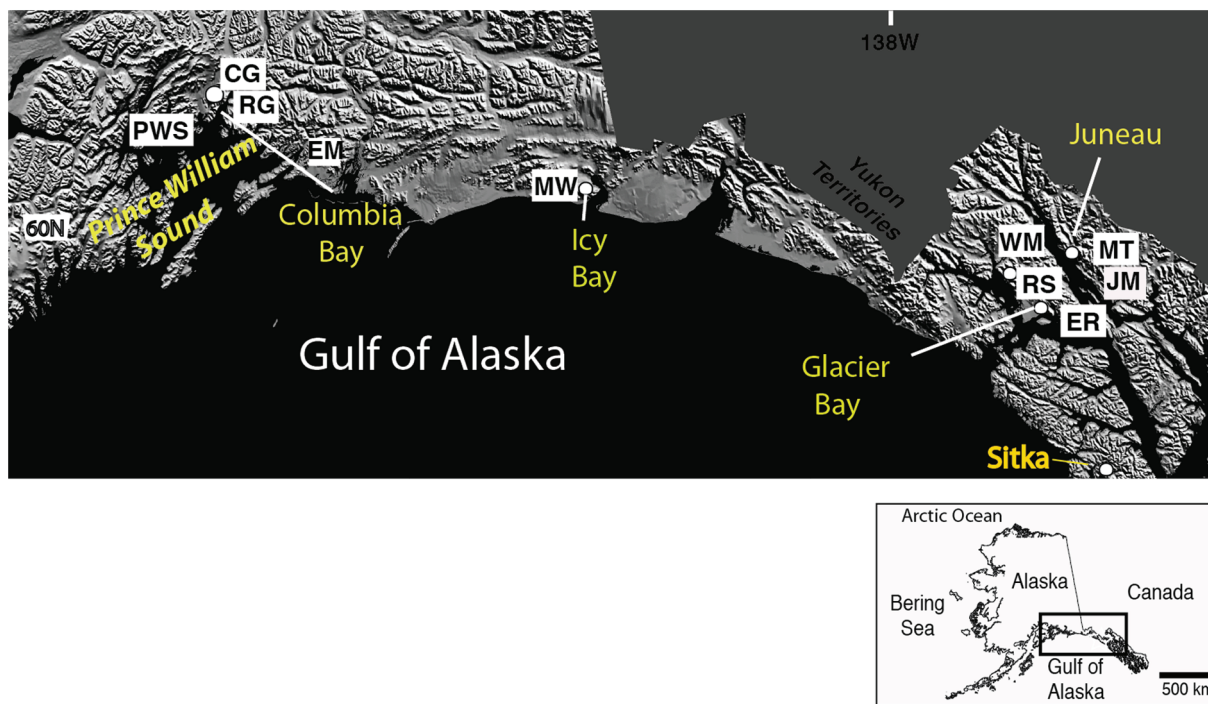 138W
CG
RG
PWS
EM
Prince William
Sound
60N
Columbia
Bay
MW
Icy
Bay
Yukon
Territories
Juneau
WM
MT
RS
JM
ER
Gulf of Alaska
Glacier
Bay
Sitka
Arctic Ocean
Alaska
Canada
Bering
Sea
Gulf of
Alaska
500 km